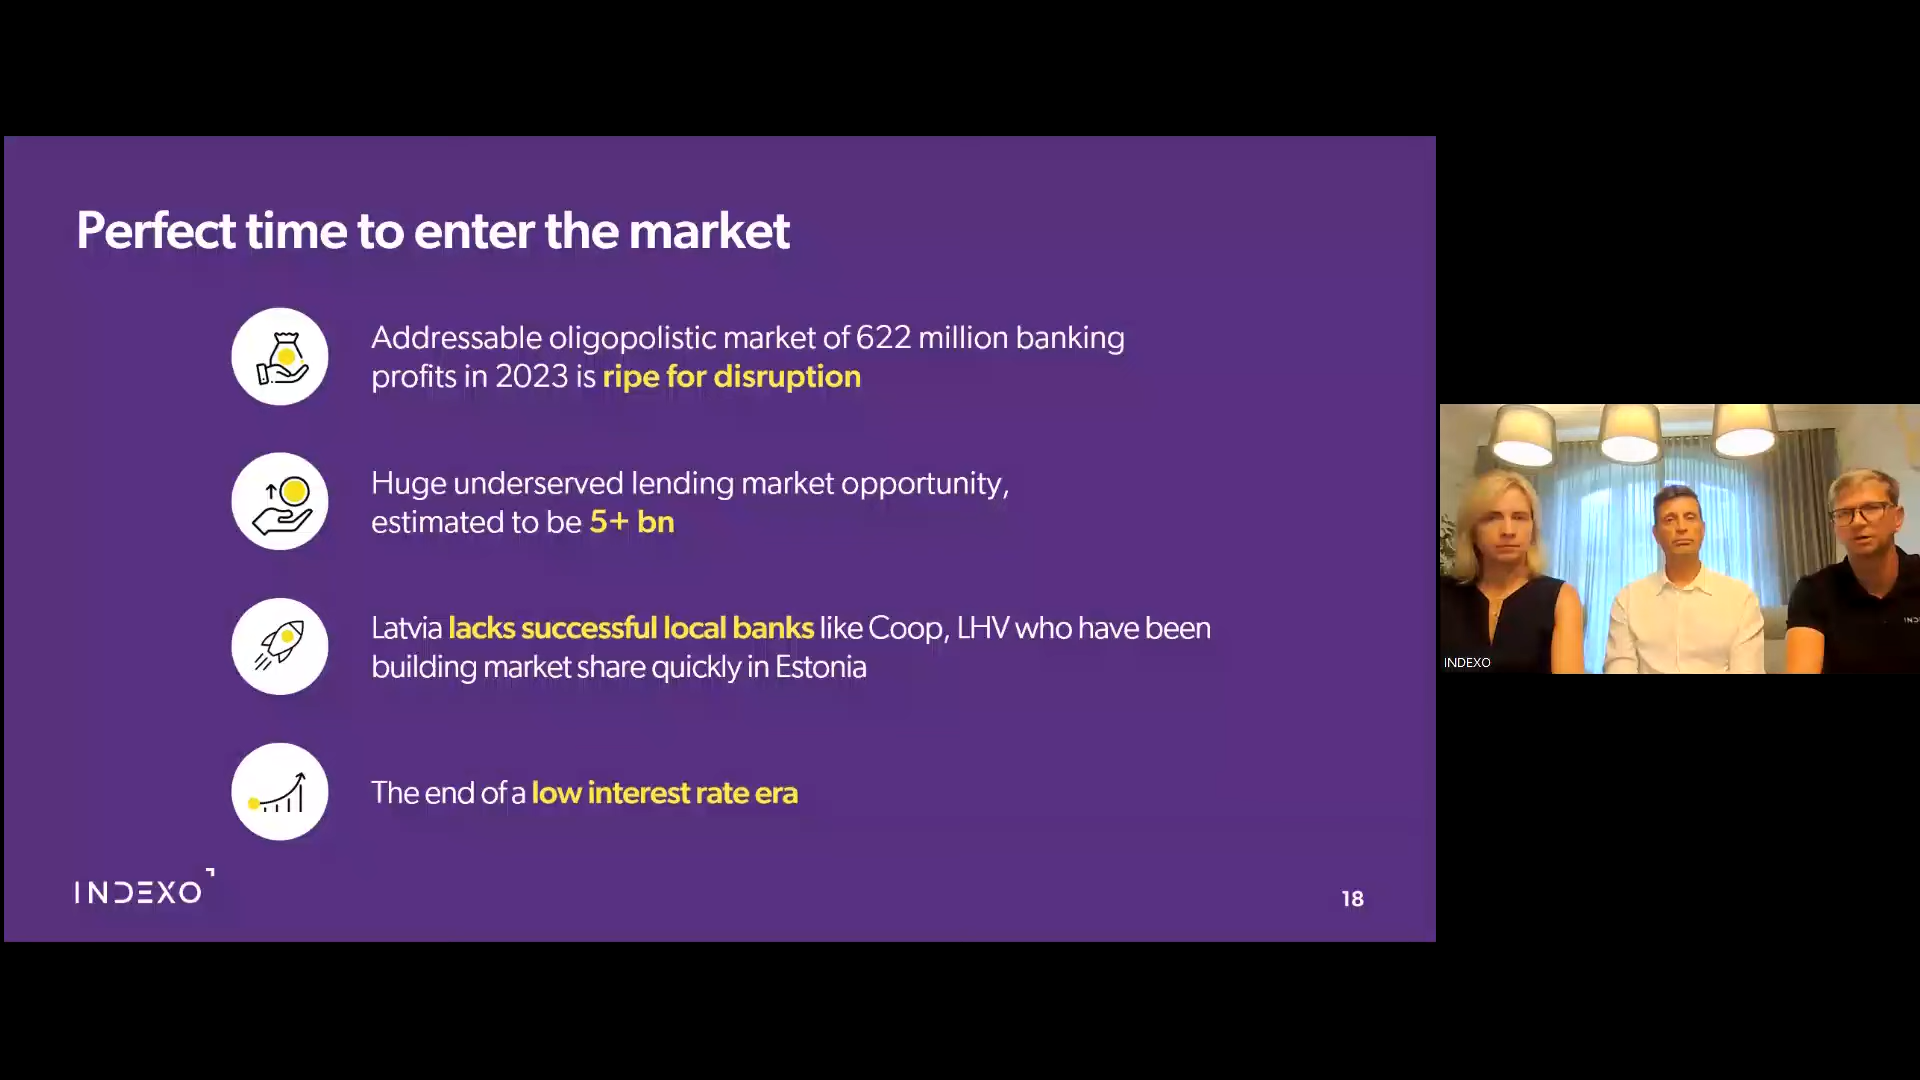 Perfect time to enter the market
Addressable oligopolistic market of 622 million banking
profits in 2023 is ripe for disruption
Huge underserved lending market opportunity,
estimated to be 5+ bn
Latvia lacks successful local banks like Coop, LHV who have been
building market share quickly in Estonia
The end of a low interest rate era
INDEXO
18
INDEXO